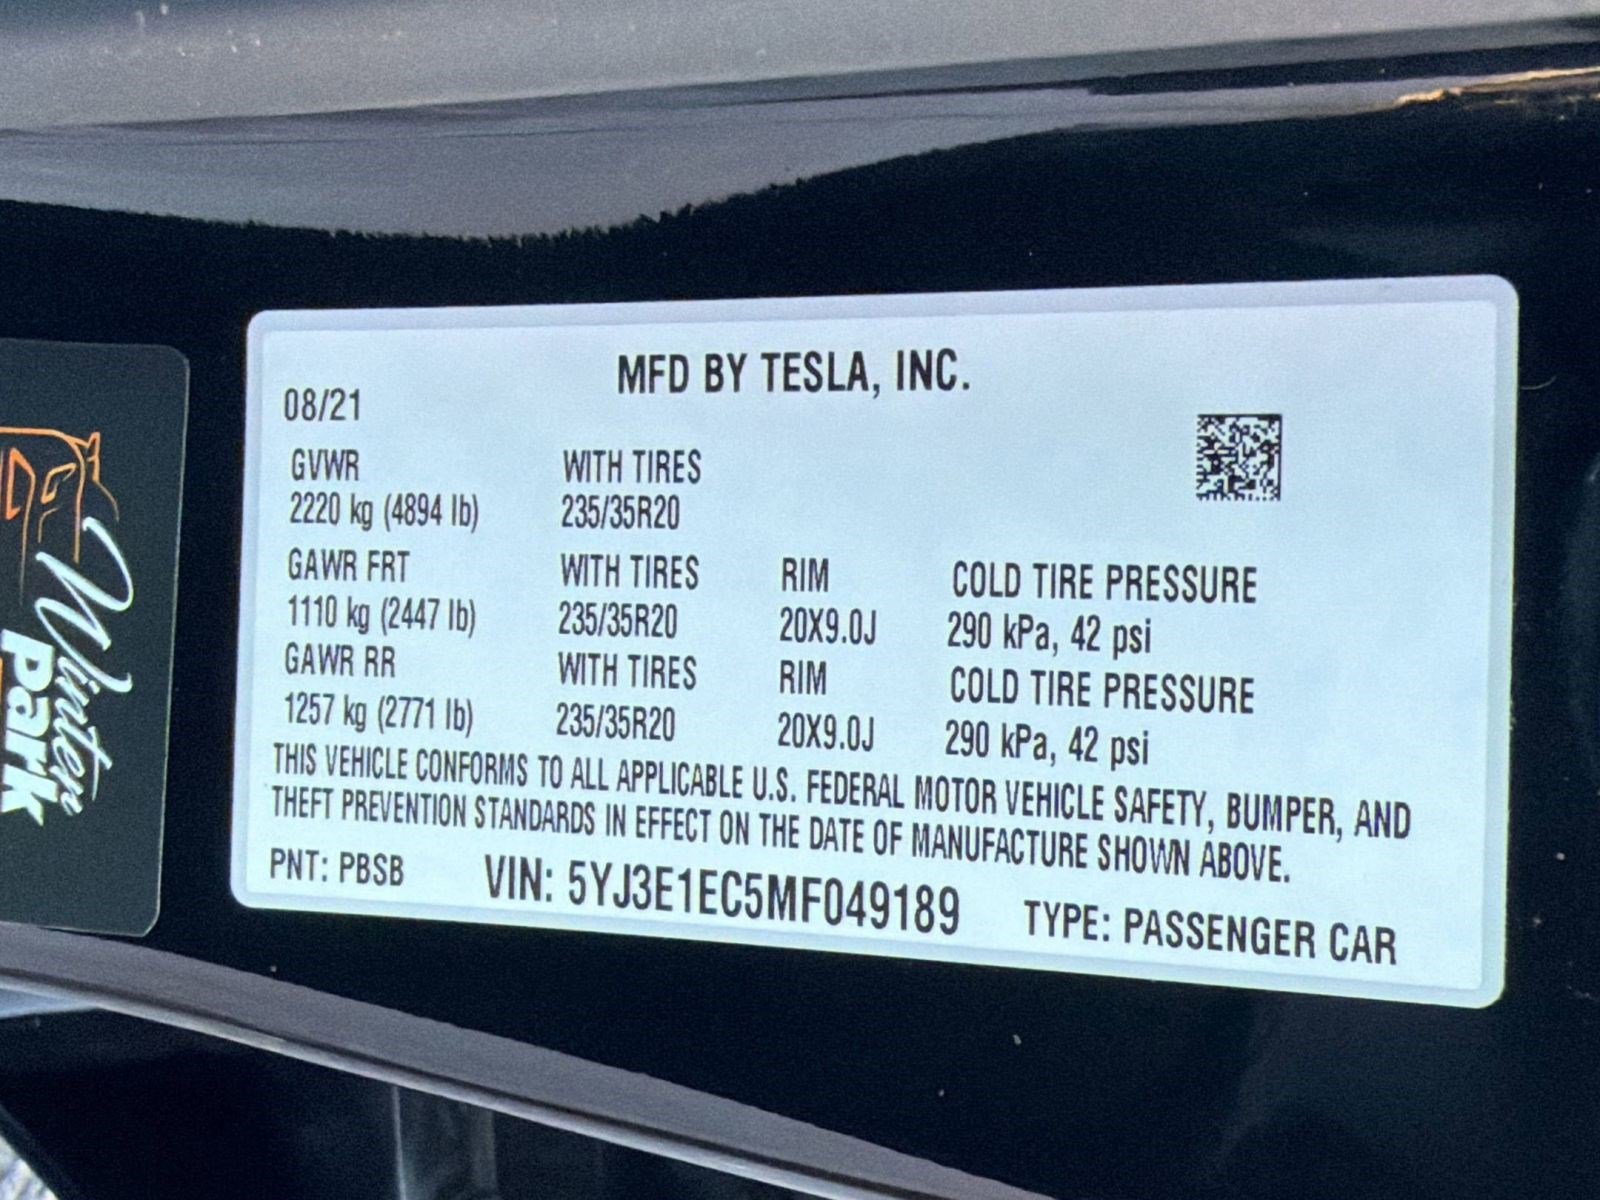 MFD BY TESLA, INC.
08/21
GVWR WITH TIRES
2220 kg (4894 lb) 235/35R20
GAWR FRT WITH TIRES RIM COLD TIRE PRESSURE
1110 kg (2447 lb) 235/35R20 20X9.0J 290 kPa, 42 psi
GAWR RR WITH TIRES RIM COLD TIRE PRESSURE
1257 kg (2771 lb) 235/35R20 20X9.0J 290 kPa, 42 psi
THIS VEHICLE CONFORMS TO ALL APPLICABLE U.S. FEDERAL MOTOR VEHICLE SAFETY, BUMPER, AND
THEFT PREVENTION STANDARDS IN EFFECT ON THE DATE OF MANUFACTURE SHOWN ABOVE.
PNT: PBSB VIN: 5YJ3E1EC5MF049189 TYPE: PASSENGER CAR
Winter
Park